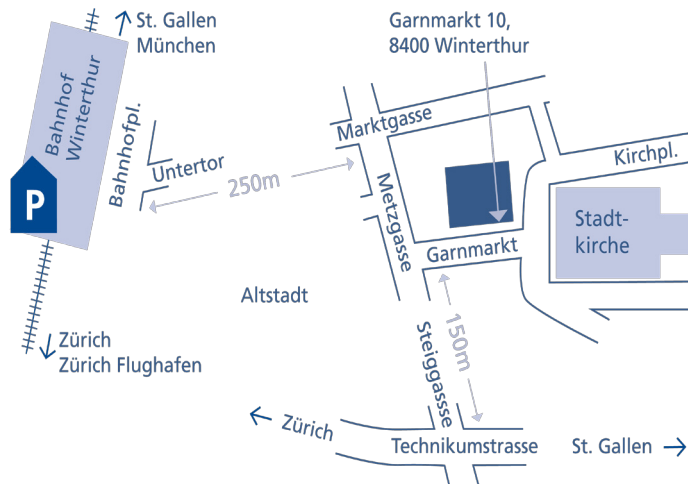 St. Gallen
München
Garnmarkt 10,
8400 Winterthur
Bahnhof
Winterthur
Bahnhofpl.
Marktgasse
Untertor
250m
Kirchpl.
P
Metzgasse
Stadt-
kirche
Garnmarkt
Altstadt
150m
Steiggassse
Zürich
Zürich Flughafen
Zürich
Technikumstrasse
St. Gallen